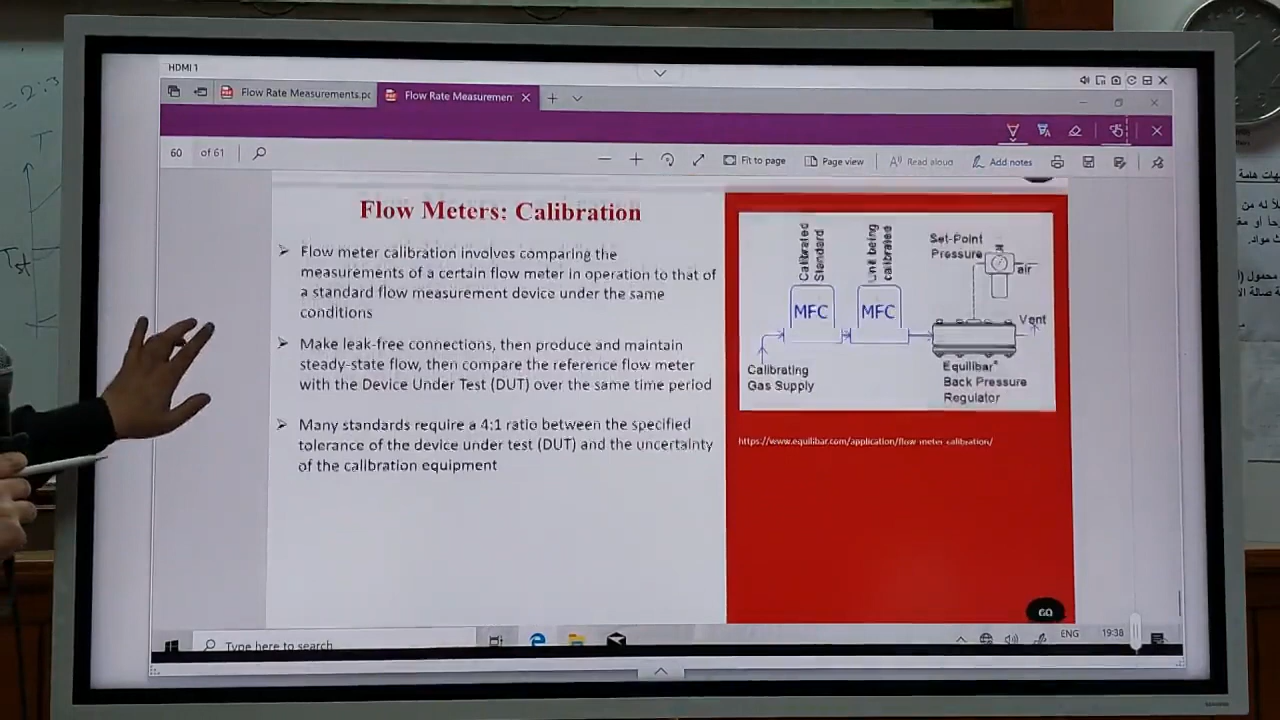 HDMI 1
Flow Rate Measurements.pc
Flow Rate Measuremen
60 of 61
Fit to page
Page view
Read aloud
Add notes
Flow Meters: Calibration
Flow meter calibration involves comparing the
measurements of a certain flow meter in operation to that of
a standard flow measurement device under the same
conditions
Make leak-free connections, then produce and maintain
steady-state flow, then compare the reference flow meter
with the Device Under Test (DUT) over the same time period
Many standards require a 4:1 ratio between the specified
tolerance of the device under test (DUT) and the uncertainty
of the calibration equipment
Calibrated
Standard
Unit being
calibrated
Set-Point
Pressure
air
MFC
MFC
Vent
Calibrating
Gas Supply
Equilibar®
Back Pressure
Regulator
https://www.equilibar.com/application/flow-meter-calibration/
60
Type here to search
ENG
19:38
T
Tst
12